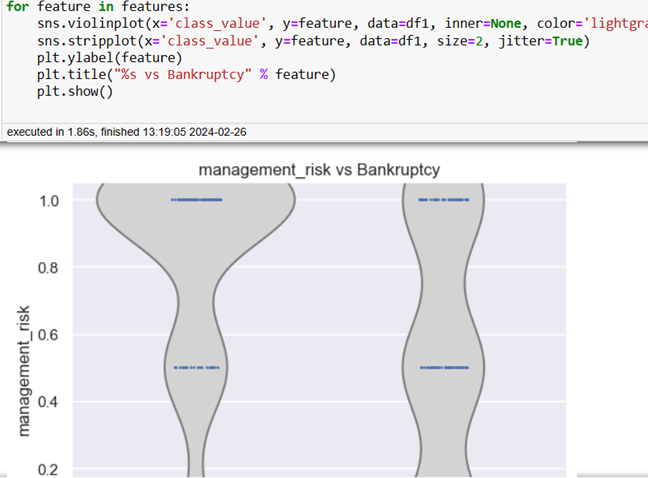 for feature in features:
sns.violinplot(x='class_value', y=feature, data=df1, inner=None, color='lightgra
sns.stripplot(x='class_value', y=feature, data=df1, size=2, jitter=True)
plt.ylabel(feature)
plt.title("%s vs Bankruptcy" % feature)
plt.show()
executed in 1.86s, finished 13:19:05 2024-02-26
management_risk vs Bankruptcy
1.0
0.8
0.6
0.4
0.2
management_risk